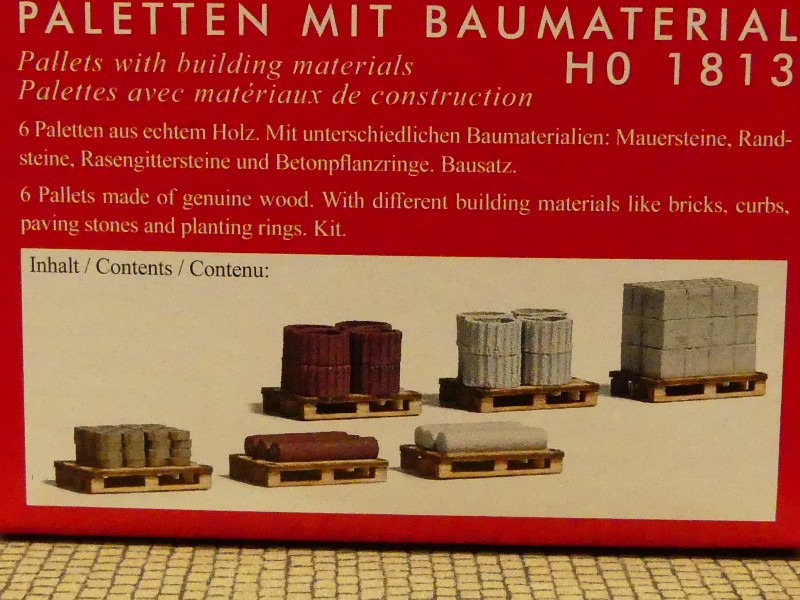 PALETTEN MIT BAUMATERIAL
Pallets with building materials
H0 1813
Palettes avec matériaux de construction
6 Paletten aus echtem Holz. Mit unterschiedlichen Baumaterialien: Mauersteine, Rand-
steine, Rasengittersteine und Betonpflanzringe. Bausatz.
6 Pallets made of genuine wood. With different building materials like bricks, curbs,
paving stones and planting rings. Kit.
Inhalt / Contents / Contenu: